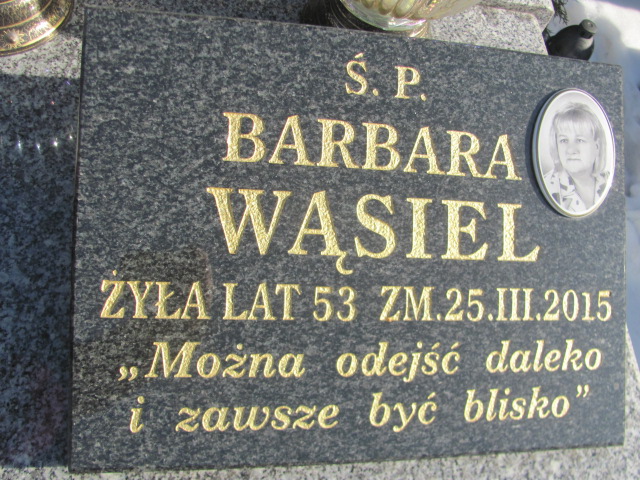 Ś. P.
BARBARA
WĄSIEL
ŻYŁA LAT 53 ZM.25.III.2015
„Można odejść daleko
i zawsze być blisko”